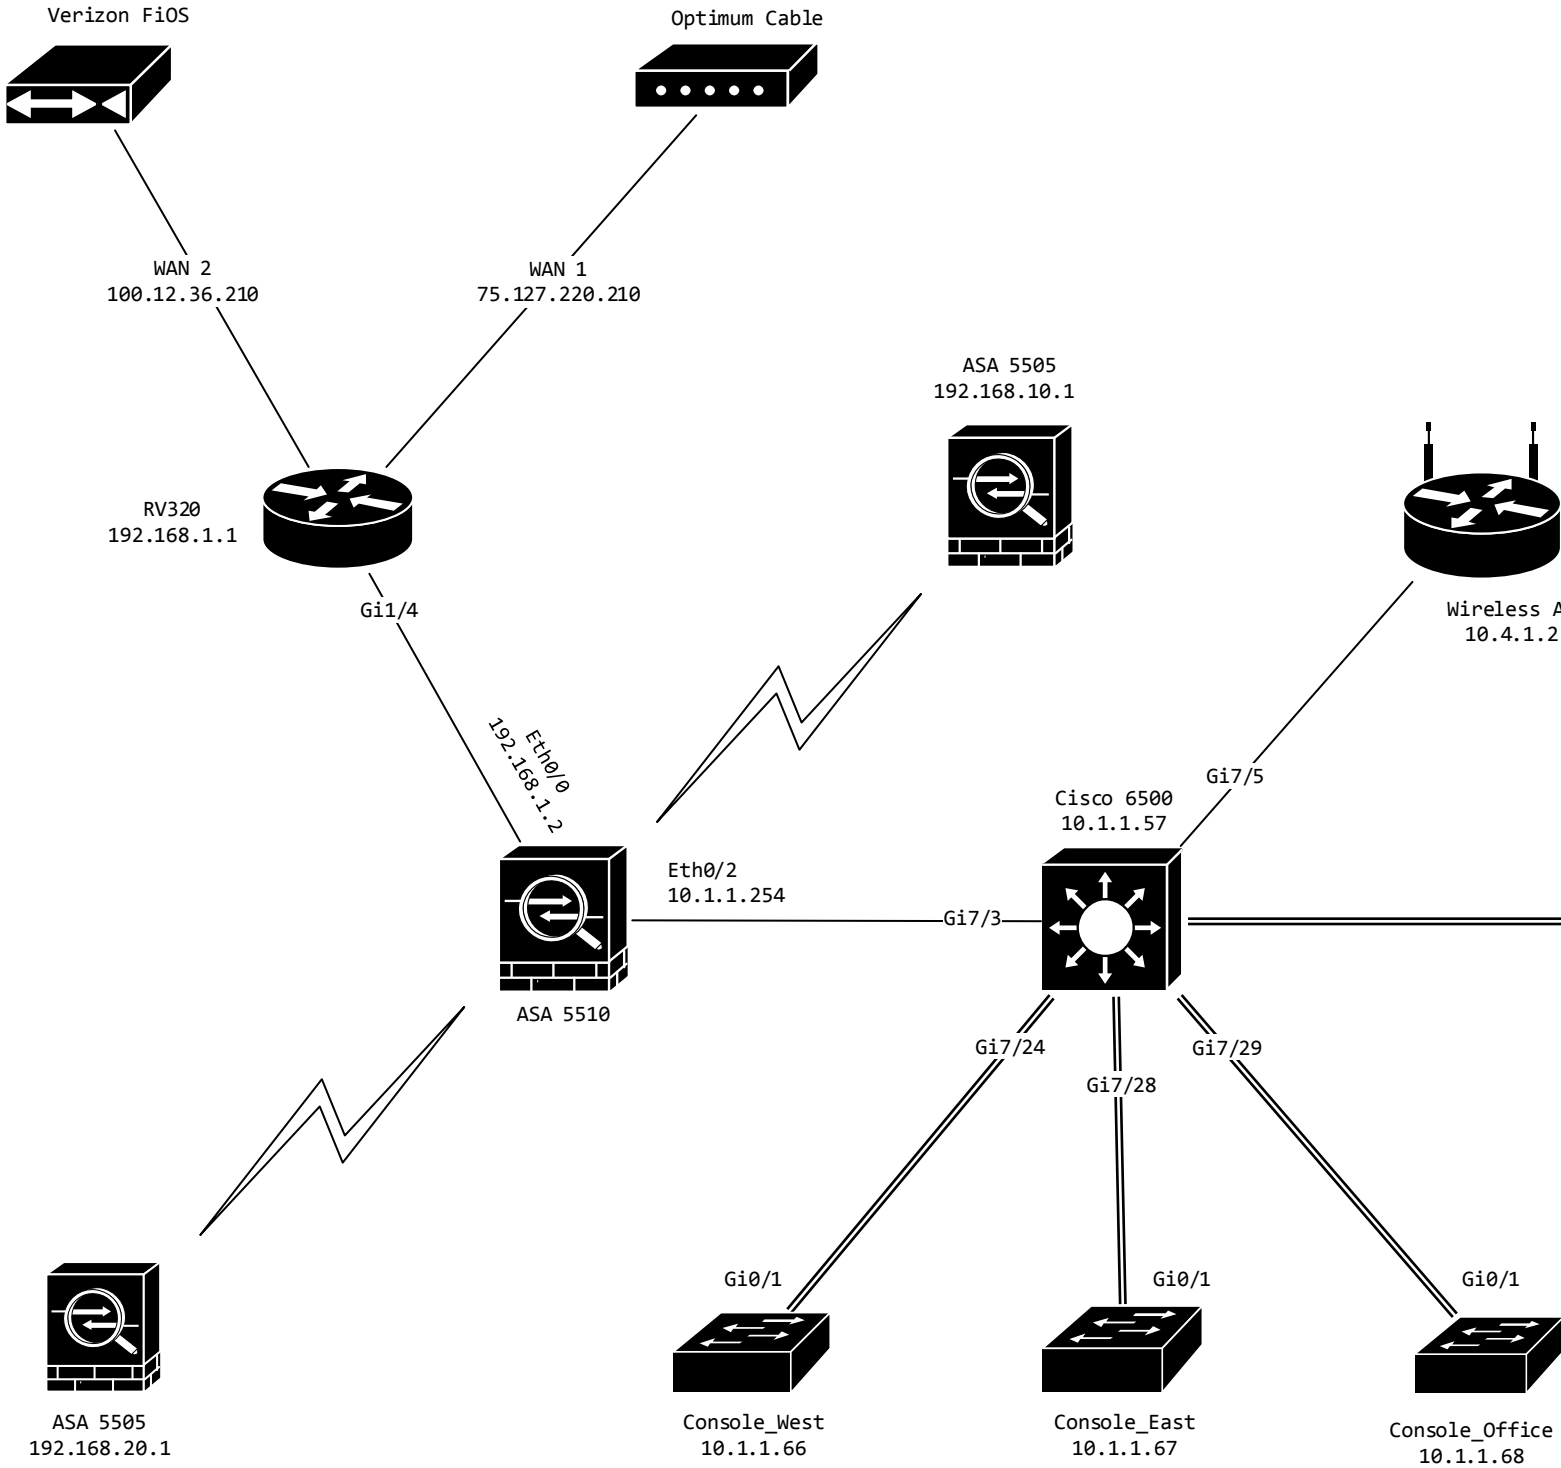 Verizon FiOS
Optimum Cable
WAN 2
100.12.36.210
WAN 1
75.127.220.210
ASA 5505
192.168.10.1
RV320
192.168.1.1
Gi1/4
Wireless A
10.4.1.2
Eth0/0
192.168.1.2
Gi7/5
Cisco 6500
10.1.1.57
Eth0/2
10.1.1.254
Gi7/3
ASA 5510
Gi7/24
Gi7/28
Gi7/29
Gi0/1
Gi0/1
Gi0/1
ASA 5505
192.168.20.1
Console_West
10.1.1.66
Console_East
10.1.1.67
Console_Office
10.1.1.68